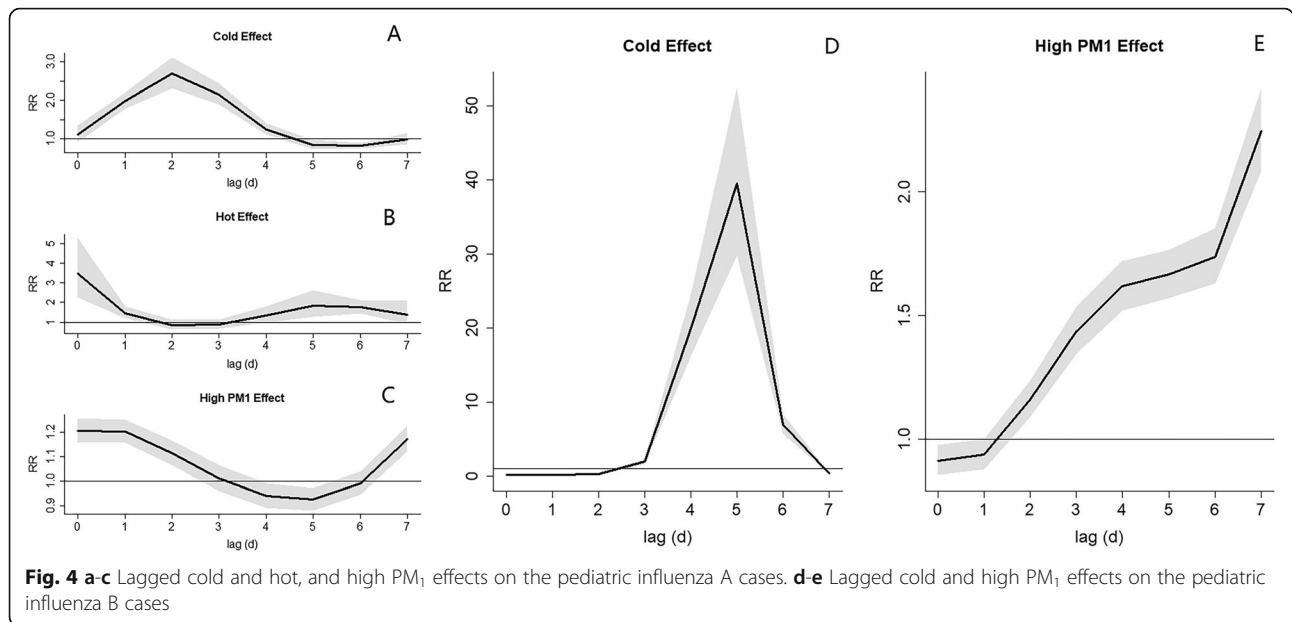 Cold Effect
A
RR
1.0 2.0 3.0
0 1 2 3 4 5 6 7
lag (d)
Hot Effect
B
RR
1 2 3 4 5
0 1 2 3 4 5 6 7
lag (d)
High PM1 Effect
C
RR
0.9 1.0 1.1 1.2
0 1 2 3 4 5 6 7
lag (d)
Cold Effect
D
RR
0 10 20 30 40 50
0 1 2 3 4 5 6 7
lag (d)
High PM1 Effect
E
RR
1.0 1.5 2.0
0 1 2 3 4 5 6 7
lag (d)
Fig. 4 a-c Lagged cold and hot, and high PM₁ effects on the pediatric influenza A cases. d-e Lagged cold and high PM₁ effects on the pediatric
influenza B cases